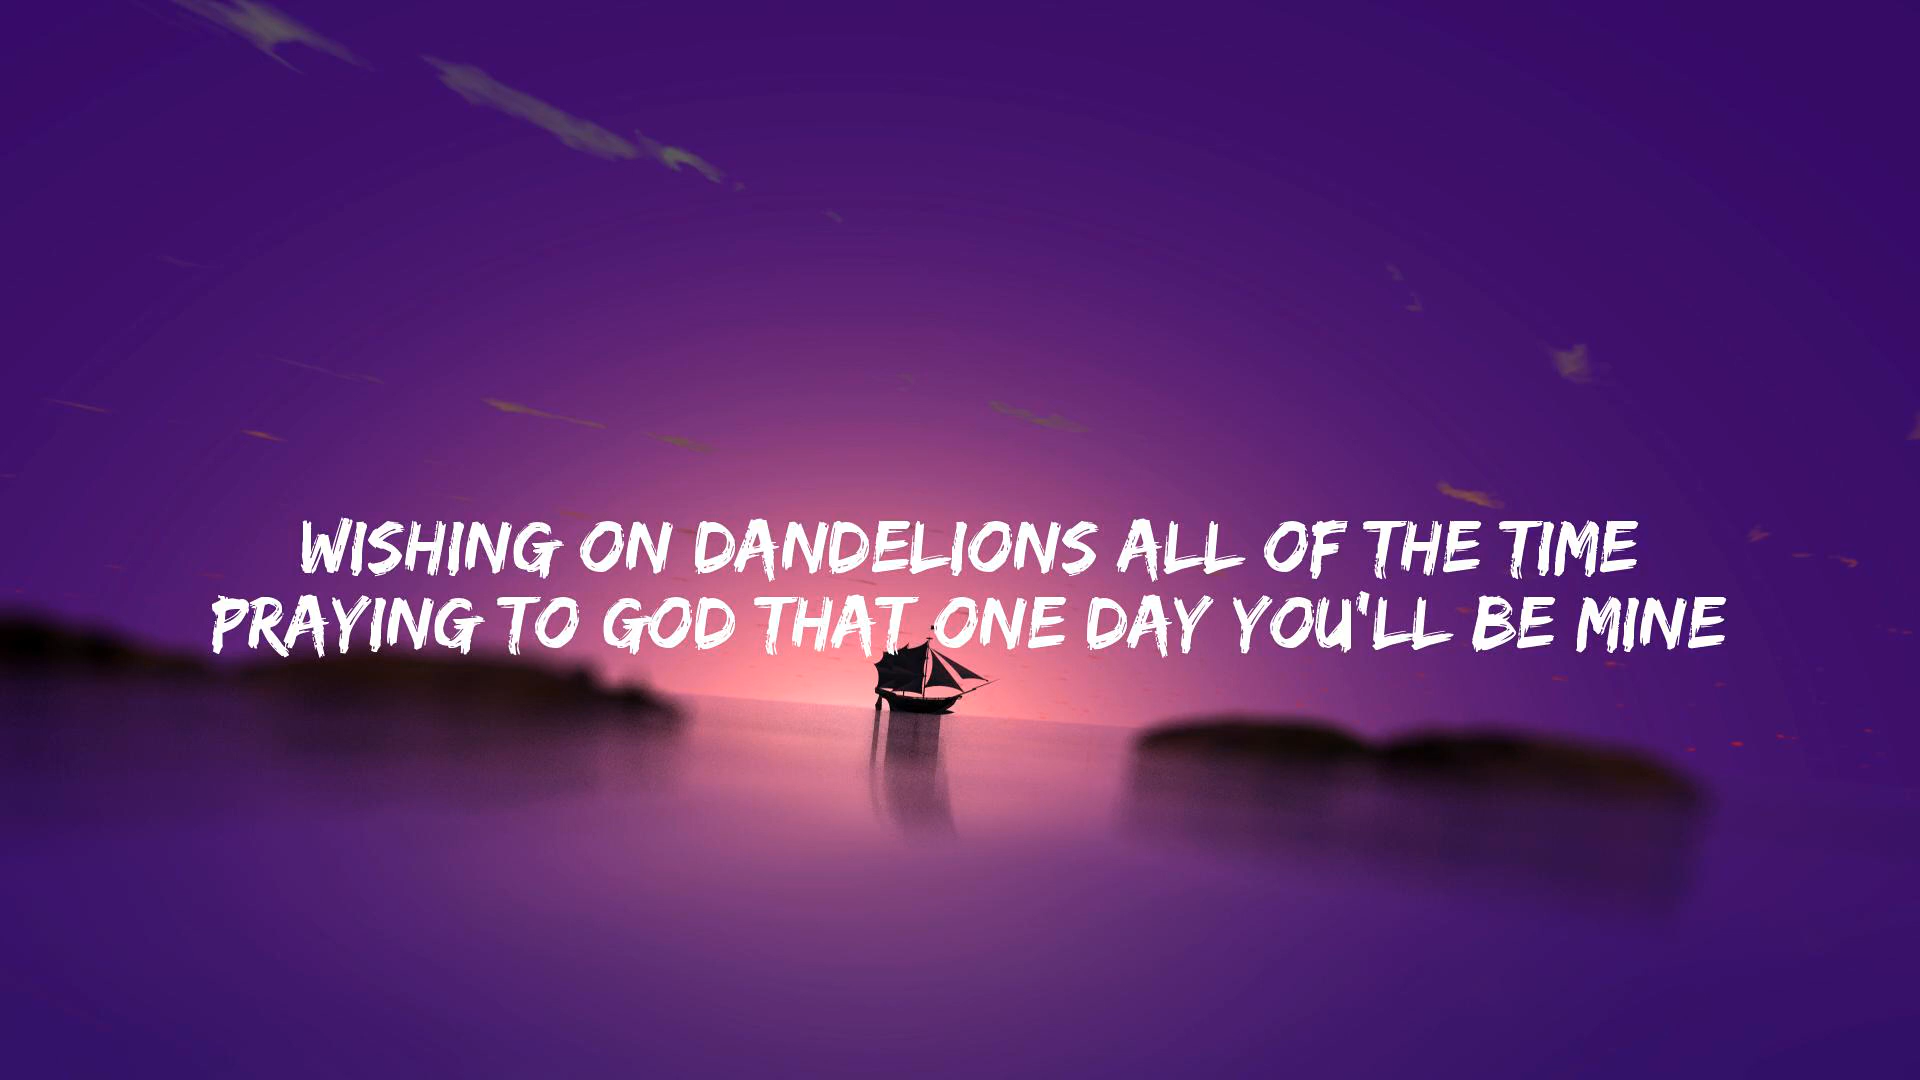 WISHING ON DANDELIONS ALL OF THE TIME
PRAYING TO GOD THAT ONE DAY YOU'LL BE MINE